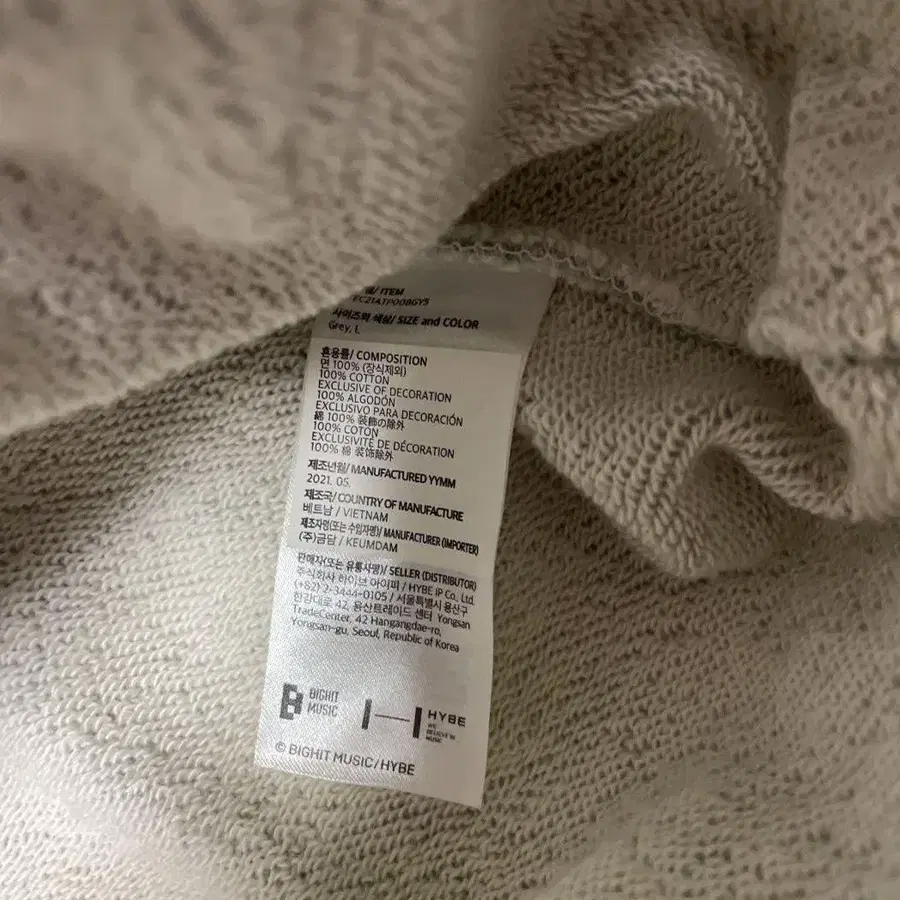 / ITEM
FC21ATP008GY5
사이즈와 색상/ SIZE and COLOR
Grey, L
혼용률/ COMPOSITION
면 100% (장식제외)
100% COTTON
EXCLUSIVE OF DECORATION
100% ALGODÓN
EXCLUSIVO PARA DECORACIÓN
綿 100% 装飾の除外
100% COTON
EXCLUSIVITÉ DE DÉCORATION
100% 棉 装饰除外
제조년월/ MANUFACTURED YYMM
2021. 05.
제조국/ COUNTRY OF MANUFACTURE
베트남 / VIETNAM
제조자명(또는 수입자명)/ MANUFACTURER (IMPORTER)
(주)금담 / KEUMDAM
판매자(또는 유통사명)/ SELLER (DISTRIBUTOR)
주식회사 하이브 아이피 / HYBE IP Co., Ltd.
(+82) 2-3444-0105 / 서울특별시 용산구
한강대로 42, 용산트레이드 센터 Yongsan
TradeCenter, 42 Hangangdae-ro,
Yongsan-gu, Seoul, Republic of Korea
BIGHIT
MUSIC
HYBE
WE
BELIEVE IN
MUSIC
© BIGHIT MUSIC/HYBE